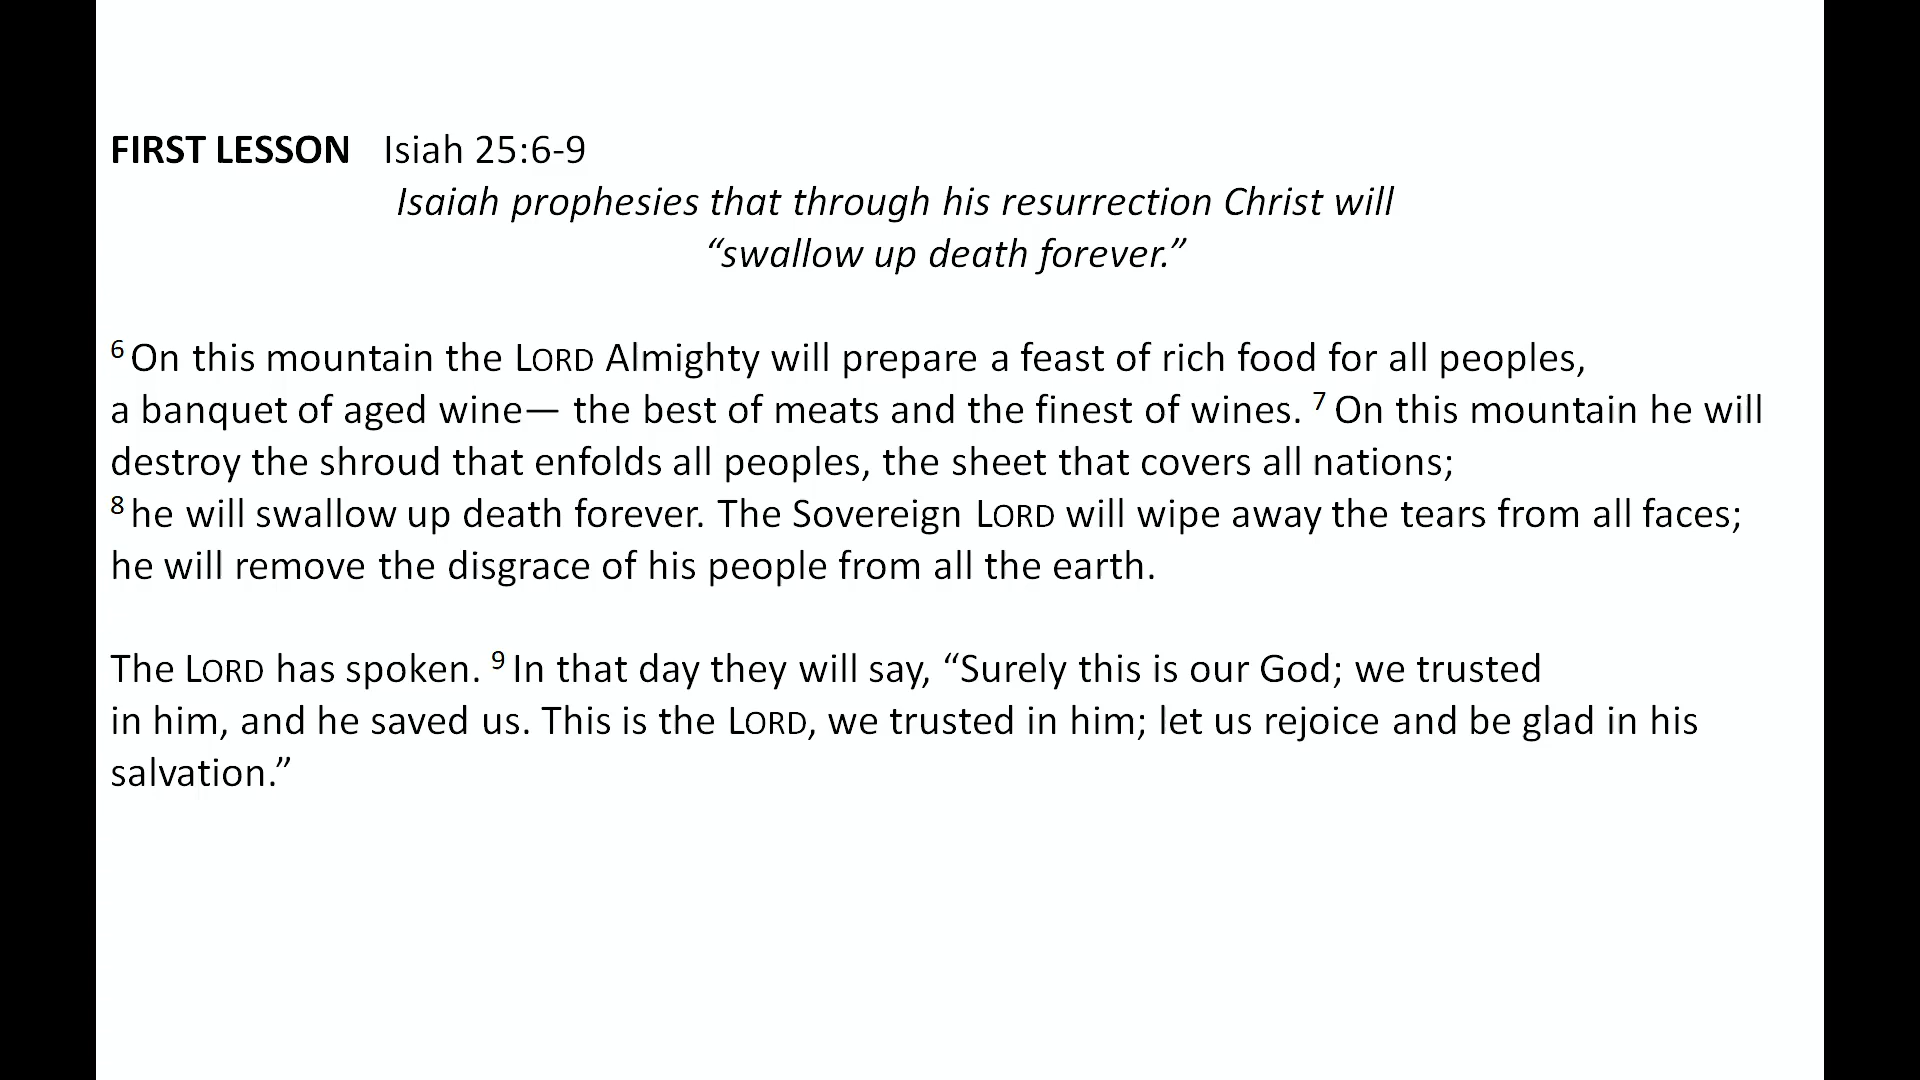 FIRST LESSON   Isiah 25:6-9
Isaiah prophesies that through his resurrection Christ will
“swallow up death forever.”
6 On this mountain the LORD Almighty will prepare a feast of rich food for all peoples,
a banquet of aged wine— the best of meats and the finest of wines. 7 On this mountain he will
destroy the shroud that enfolds all peoples, the sheet that covers all nations;
8 he will swallow up death forever. The Sovereign LORD will wipe away the tears from all faces;
he will remove the disgrace of his people from all the earth.
The LORD has spoken. 9 In that day they will say, “Surely this is our God; we trusted
in him, and he saved us. This is the LORD, we trusted in him; let us rejoice and be glad in his
salvation.”